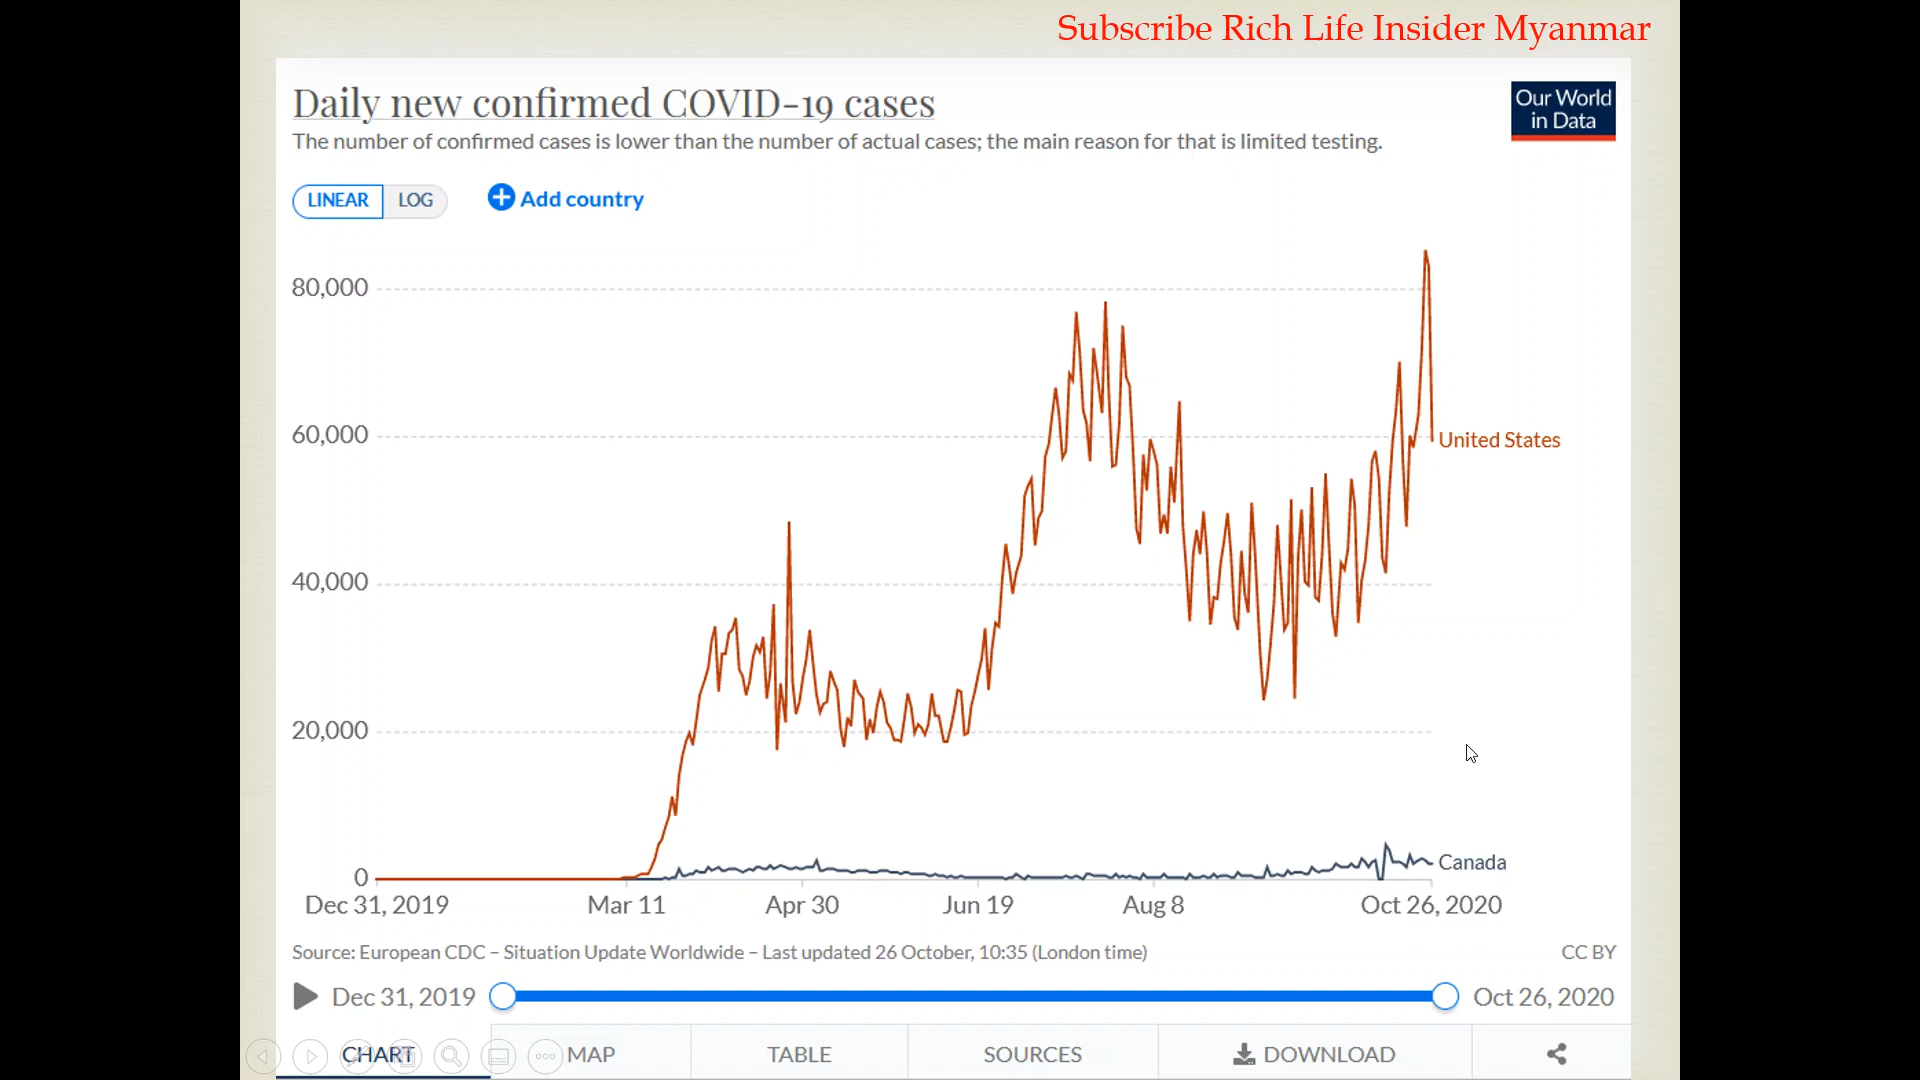 Subscribe Rich Life Insider Myanmar
Daily new confirmed COVID-19 cases
Our World
in Data
The number of confirmed cases is lower than the number of actual cases; the main reason for that is limited testing.
LINEAR LOG
Add country
80,000
60,000
United States
40,000
20,000
Canada
0
Dec 31, 2019 Mar 11 Apr 30 Jun 19 Aug 8 Oct 26, 2020
Source: European CDC – Situation Update Worldwide – Last updated 26 October, 10:35 (London time) CC BY
Dec 31, 2019 Oct 26, 2020
CHART MAP TABLE SOURCES DOWNLOAD